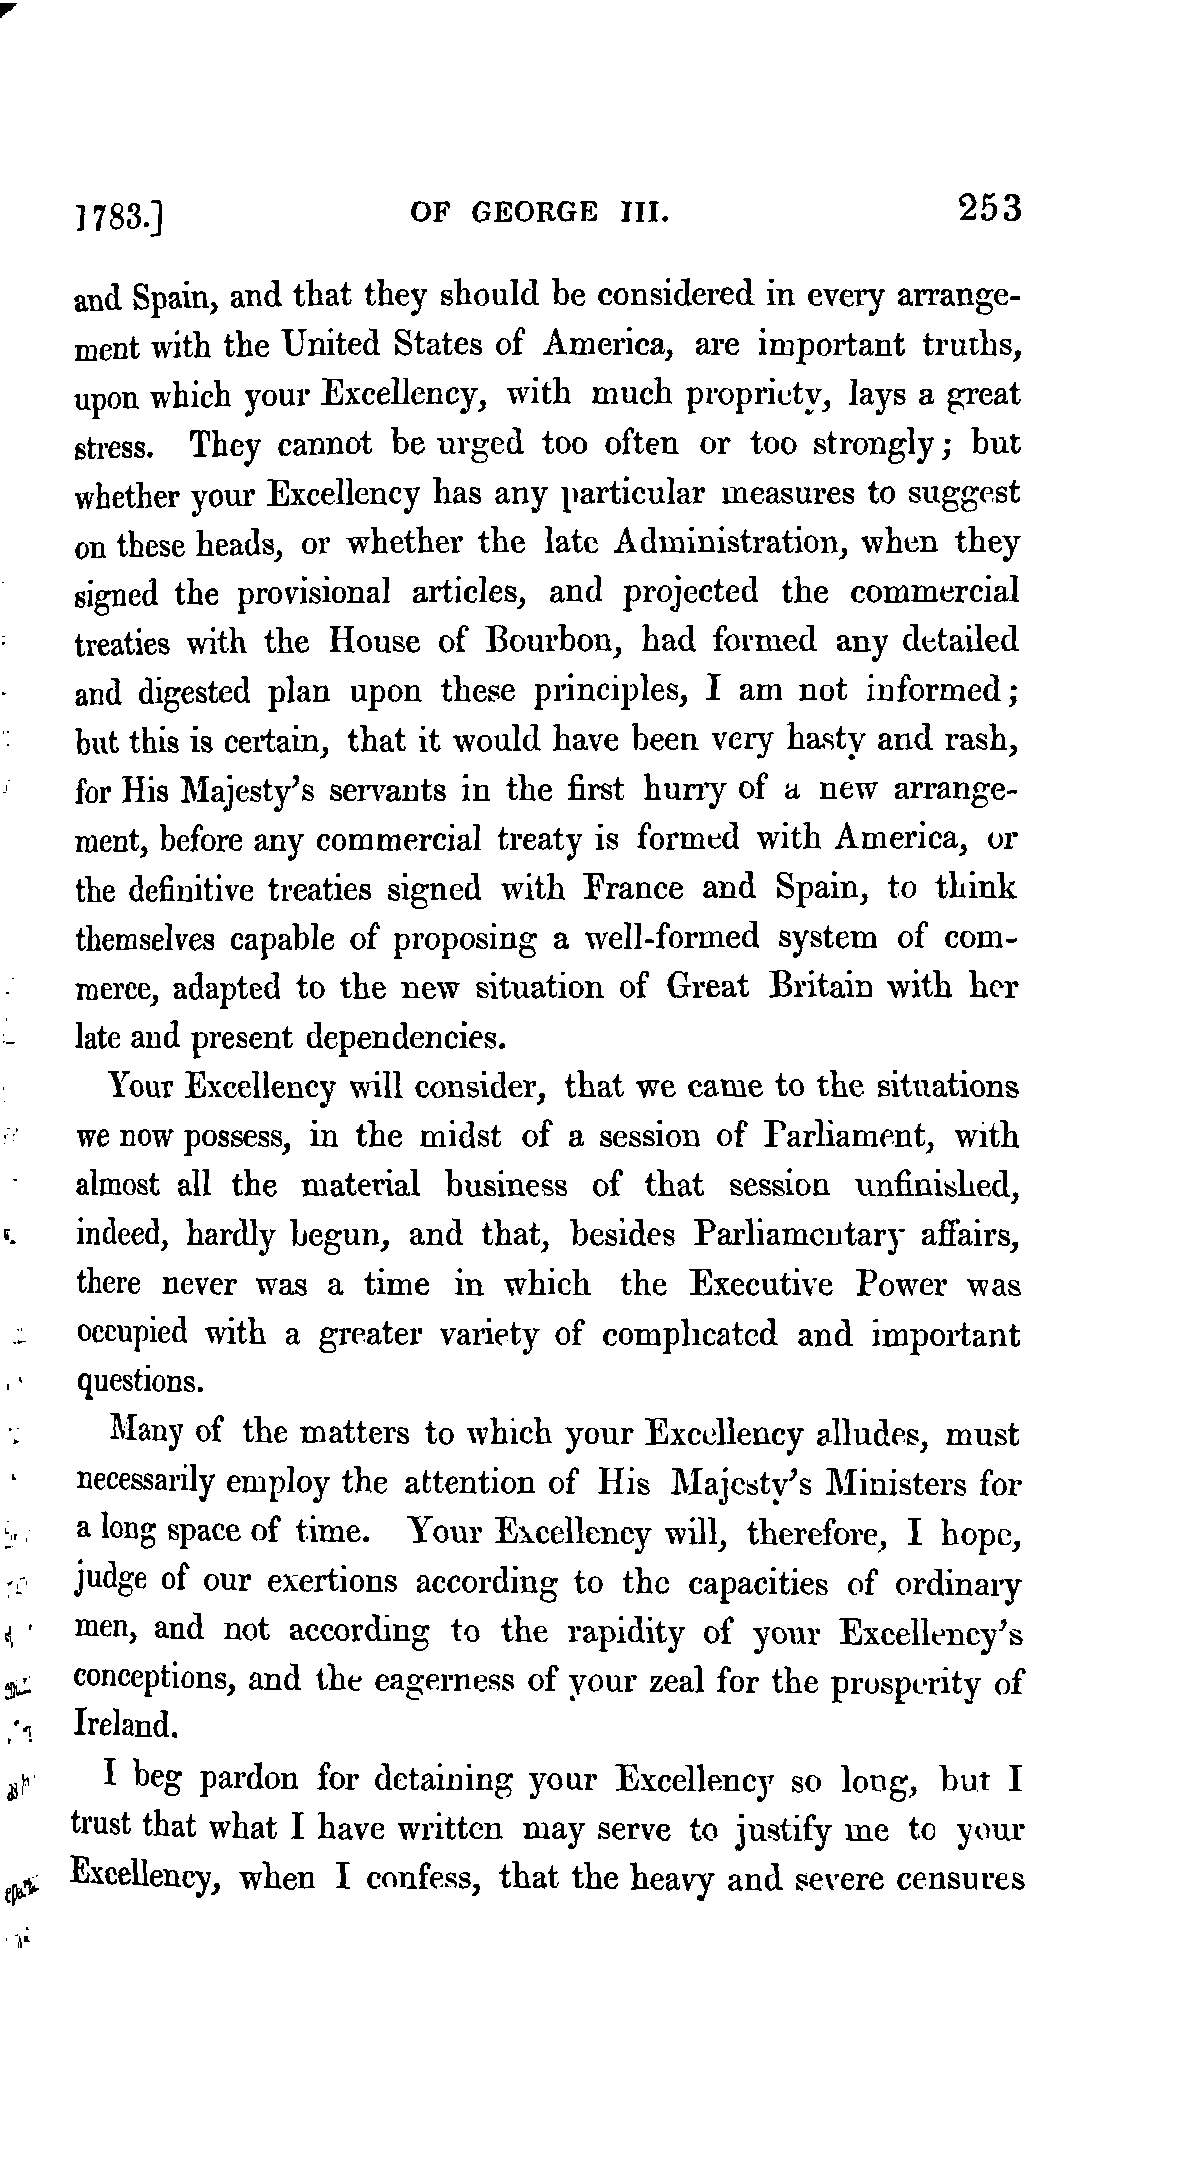 1783.] OF GEORGE III. 253
and Spain, and that they should be considered in every arrange-
ment with the United States of America, are important truths,
upon which your Excellency, with much propriety, lays a great
stress. They cannot be urged too often or too strongly; but
whether your Excellency has any particular measures to suggest
on these heads, or whether the late Administration, when they
signed the provisional articles, and projected the commercial
treaties with the House of Bourbon, had formed any detailed
and digested plan upon these principles, I am not informed;
but this is certain, that it would have been very hasty and rash,
for His Majesty's servants in the first hurry of a new arrange-
ment, before any commercial treaty is formed with America, or
the definitive treaties signed with France and Spain, to think
themselves capable of proposing a well-formed system of com-
merce, adapted to the new situation of Great Britain with her
late and present dependencies.
Your Excellency will consider, that we came to the situations
we now possess, in the midst of a session of Parliament, with
almost all the material business of that session unfinished,
indeed, hardly begun, and that, besides Parliamentary affairs,
there never was a time in which the Executive Power was
occupied with a greater variety of complicated and important
questions.
Many of the matters to which your Excellency alludes, must
necessarily employ the attention of His Majesty's Ministers for
a long space of time. Your Excellency will, therefore, I hope,
judge of our exertions according to the capacities of ordinary
men, and not according to the rapidity of your Excellency's
conceptions, and the eagerness of your zeal for the prosperity of
Ireland.
I beg pardon for detaining your Excellency so long, but I
trust that what I have written may serve to justify me to your
Excellency, when I confess, that the heavy and severe censures